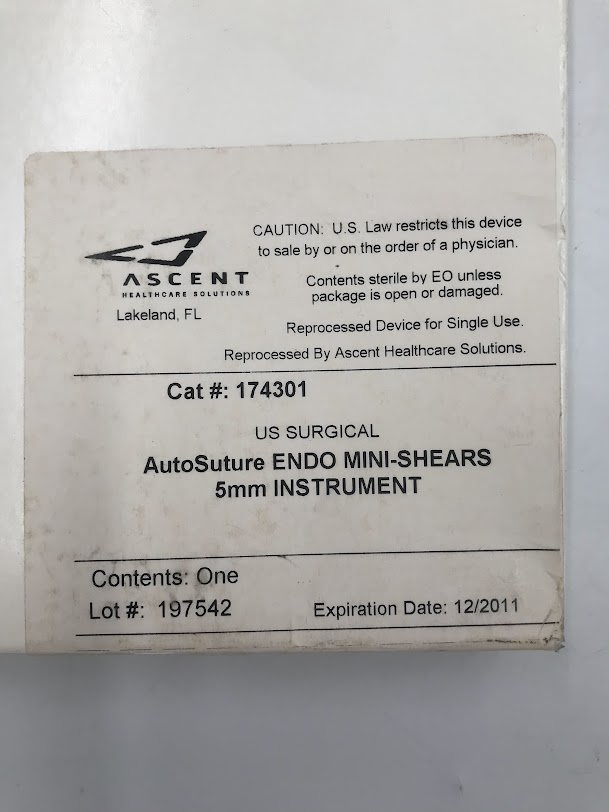 CAUTION: U.S. Law restricts this device
to sale by or on the order of a physician.
ASCENT
HEALTHCARE SOLUTIONS
Lakeland, FL
Contents sterile by EO unless
package is open or damaged.
Reprocessed Device for Single Use.
Reprocessed By Ascent Healthcare Solutions.
Cat #: 174301
US SURGICAL
AutoSuture ENDO MINI-SHEARS
5mm INSTRUMENT
Contents: One
Lot #: 197542
Expiration Date: 12/2011